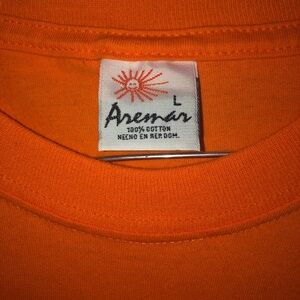 L
Aremar
100% COTTON
HECHO EN REP. DOM.